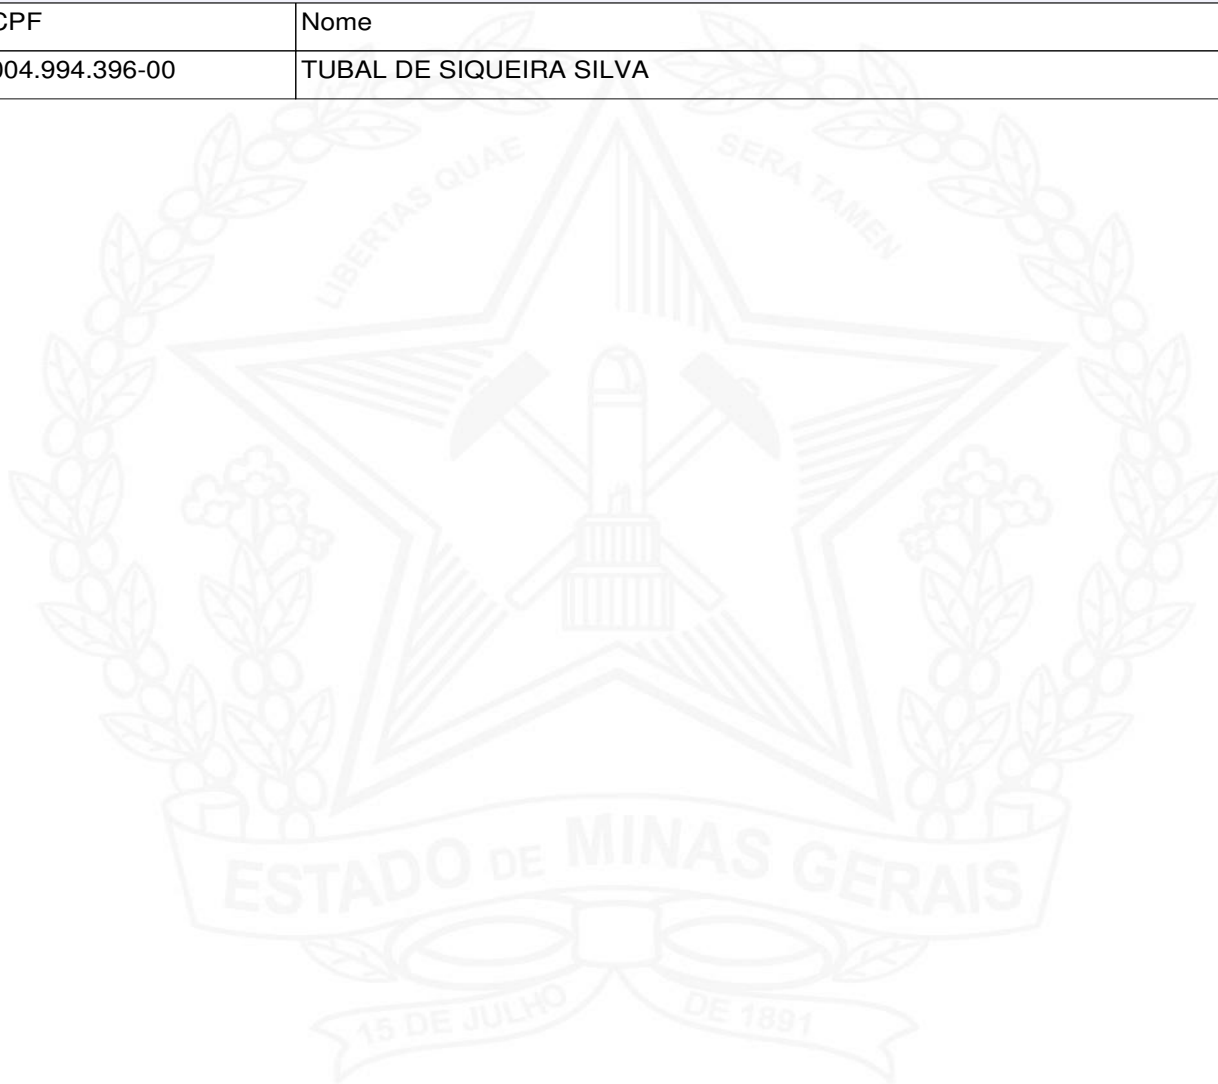 CPF Nome
004.994.396-00 TUBAL DE SIQUEIRA SILVA
LIBERTAS QUAE SERA TAMEN
ESTADO DE MINAS GERAIS
15 DE JULHO DE 1891